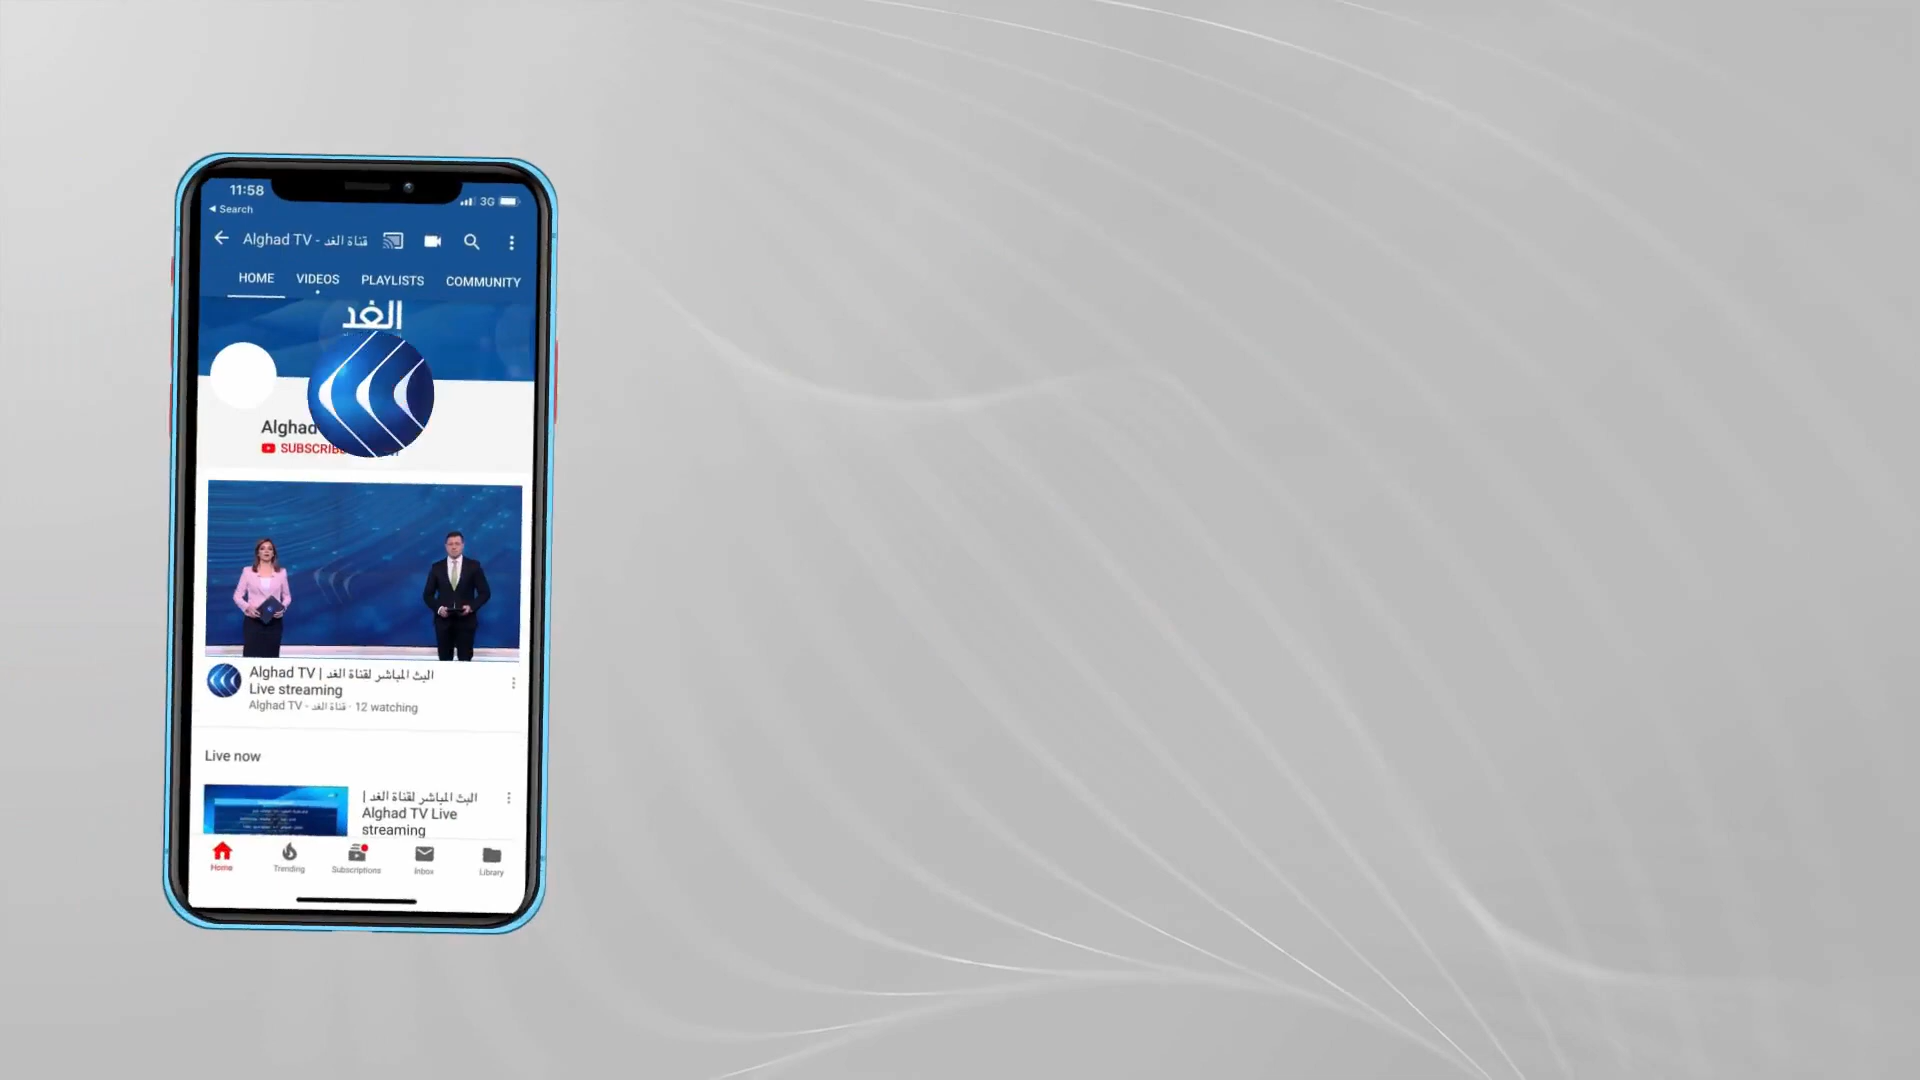 11:58
3G
◀ Search
Alghad TV - قناة الغد
HOME VIDEOS PLAYLISTS COMMUNITY
الغد
Alghad
SUBSCRIBE
Alghad TV | البث المباشر لقناة الغد
Live streaming
Alghad TV - قناة الغد · 12 watching
Live now
البث المباشر لقناة الغد |
Alghad TV Live
streaming
Home Trending Subscriptions Inbox Library